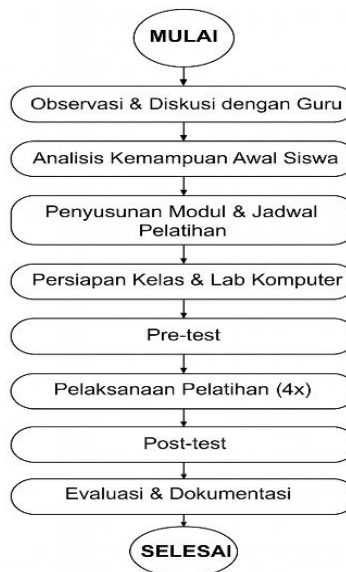 MULAI
Observasi & Diskusi dengan Guru
Analisis Kemampuan Awal Siswa
Penyusunan Modul & Jadwal
Pelatihan
Persiapan Kelas & Lab Komputer
Pre-test
Pelaksanaan Pelatihan (4x)
Post-test
Evaluasi & Dokumentasi
SELESAI